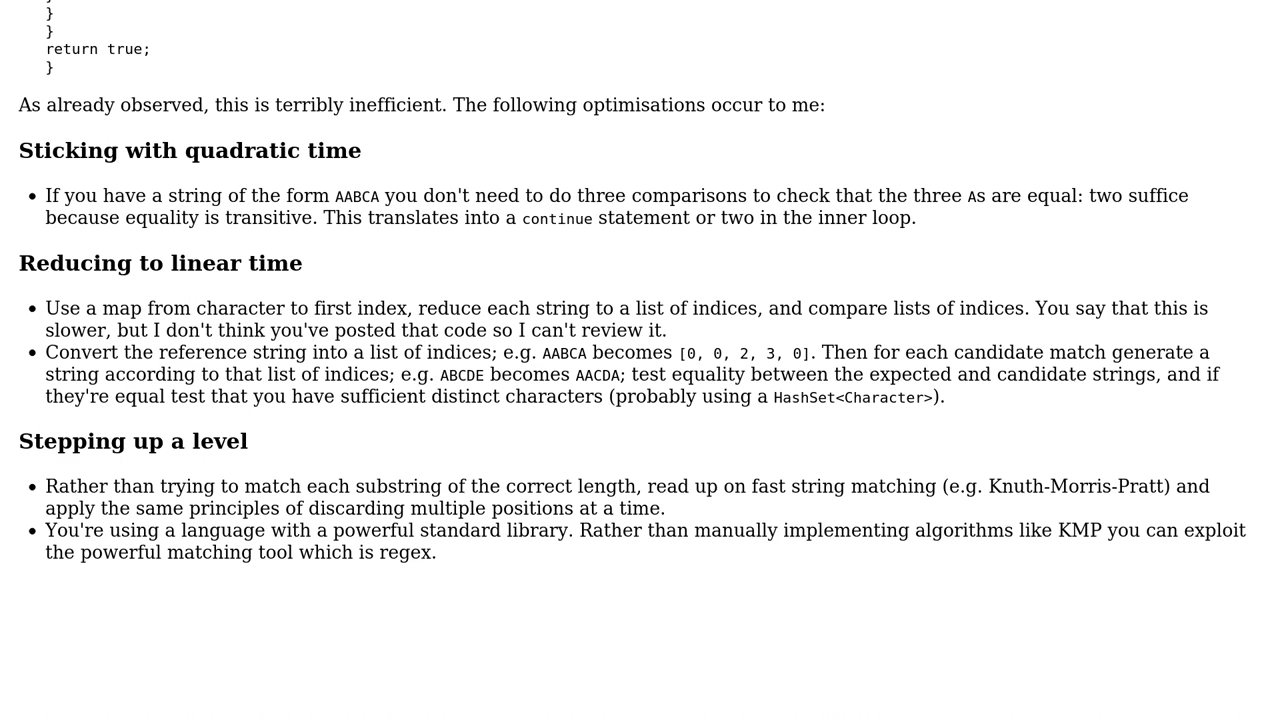 }
}
return true;
}
As already observed, this is terribly inefficient. The following optimisations occur to me:
Sticking with quadratic time
• If you have a string of the form AABCA you don't need to do three comparisons to check that the three As are equal: two suffice
because equality is transitive. This translates into a continue statement or two in the inner loop.
Reducing to linear time
• Use a map from character to first index, reduce each string to a list of indices, and compare lists of indices. You say that this is
slower, but I don't think you've posted that code so I can't review it.
• Convert the reference string into a list of indices; e.g. AABCA becomes [0, 0, 2, 3, 0]. Then for each candidate match generate a
string according to that list of indices; e.g. ABCDE becomes AACDA; test equality between the expected and candidate strings, and if
they're equal test that you have sufficient distinct characters (probably using a HashSet<Character>).
Stepping up a level
• Rather than trying to match each substring of the correct length, read up on fast string matching (e.g. Knuth-Morris-Pratt) and
apply the same principles of discarding multiple positions at a time.
• You're using a language with a powerful standard library. Rather than manually implementing algorithms like KMP you can exploit
the powerful matching tool which is regex.